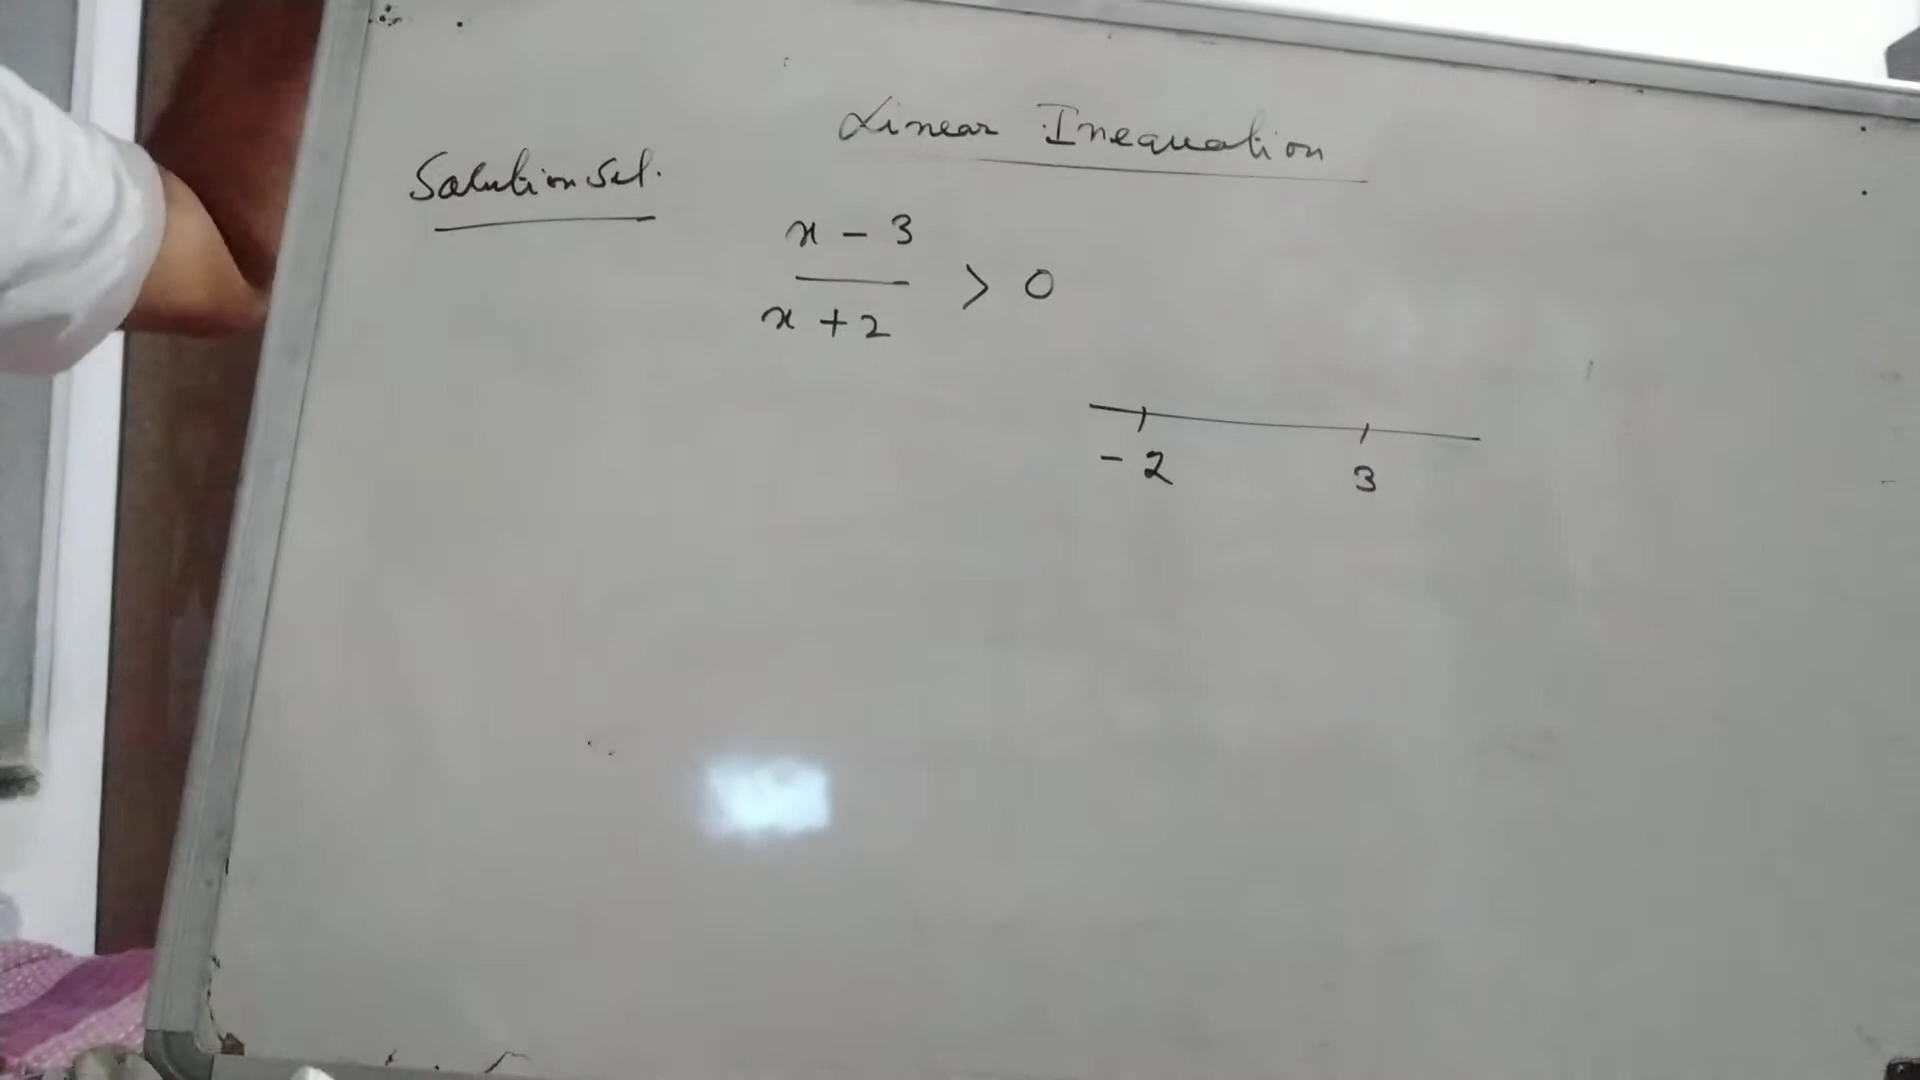 Linear Inequation
Solution Set.
x - 3
> 0
x + 2
- 2 3